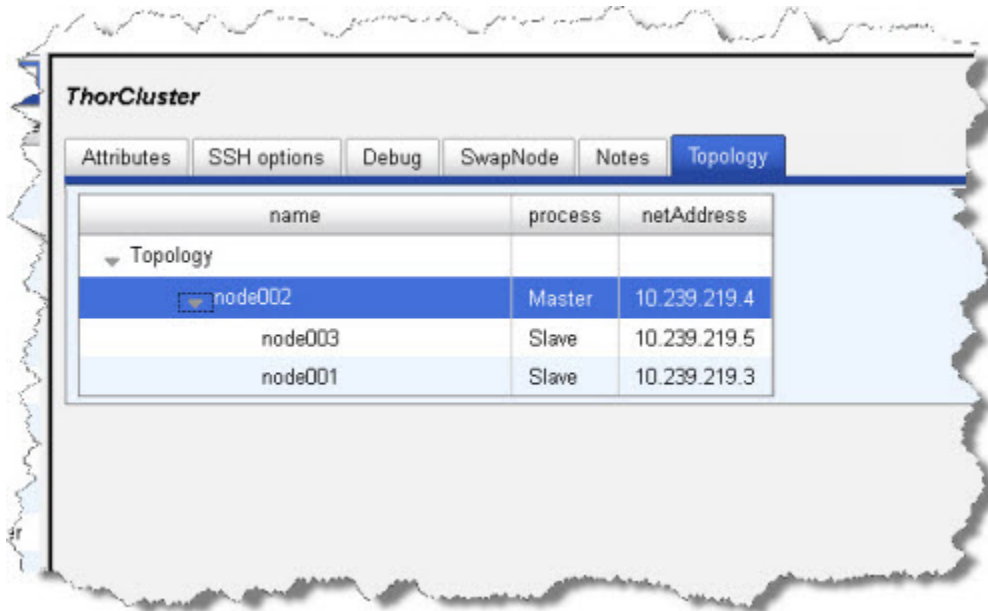 ThorCluster
Attributes SSH options Debug SwapNode Notes Topology
name process netAddress
Topology
node002 Master 10.239.219.4
node003 Slave 10.239.219.5
node001 Slave 10.239.219.3